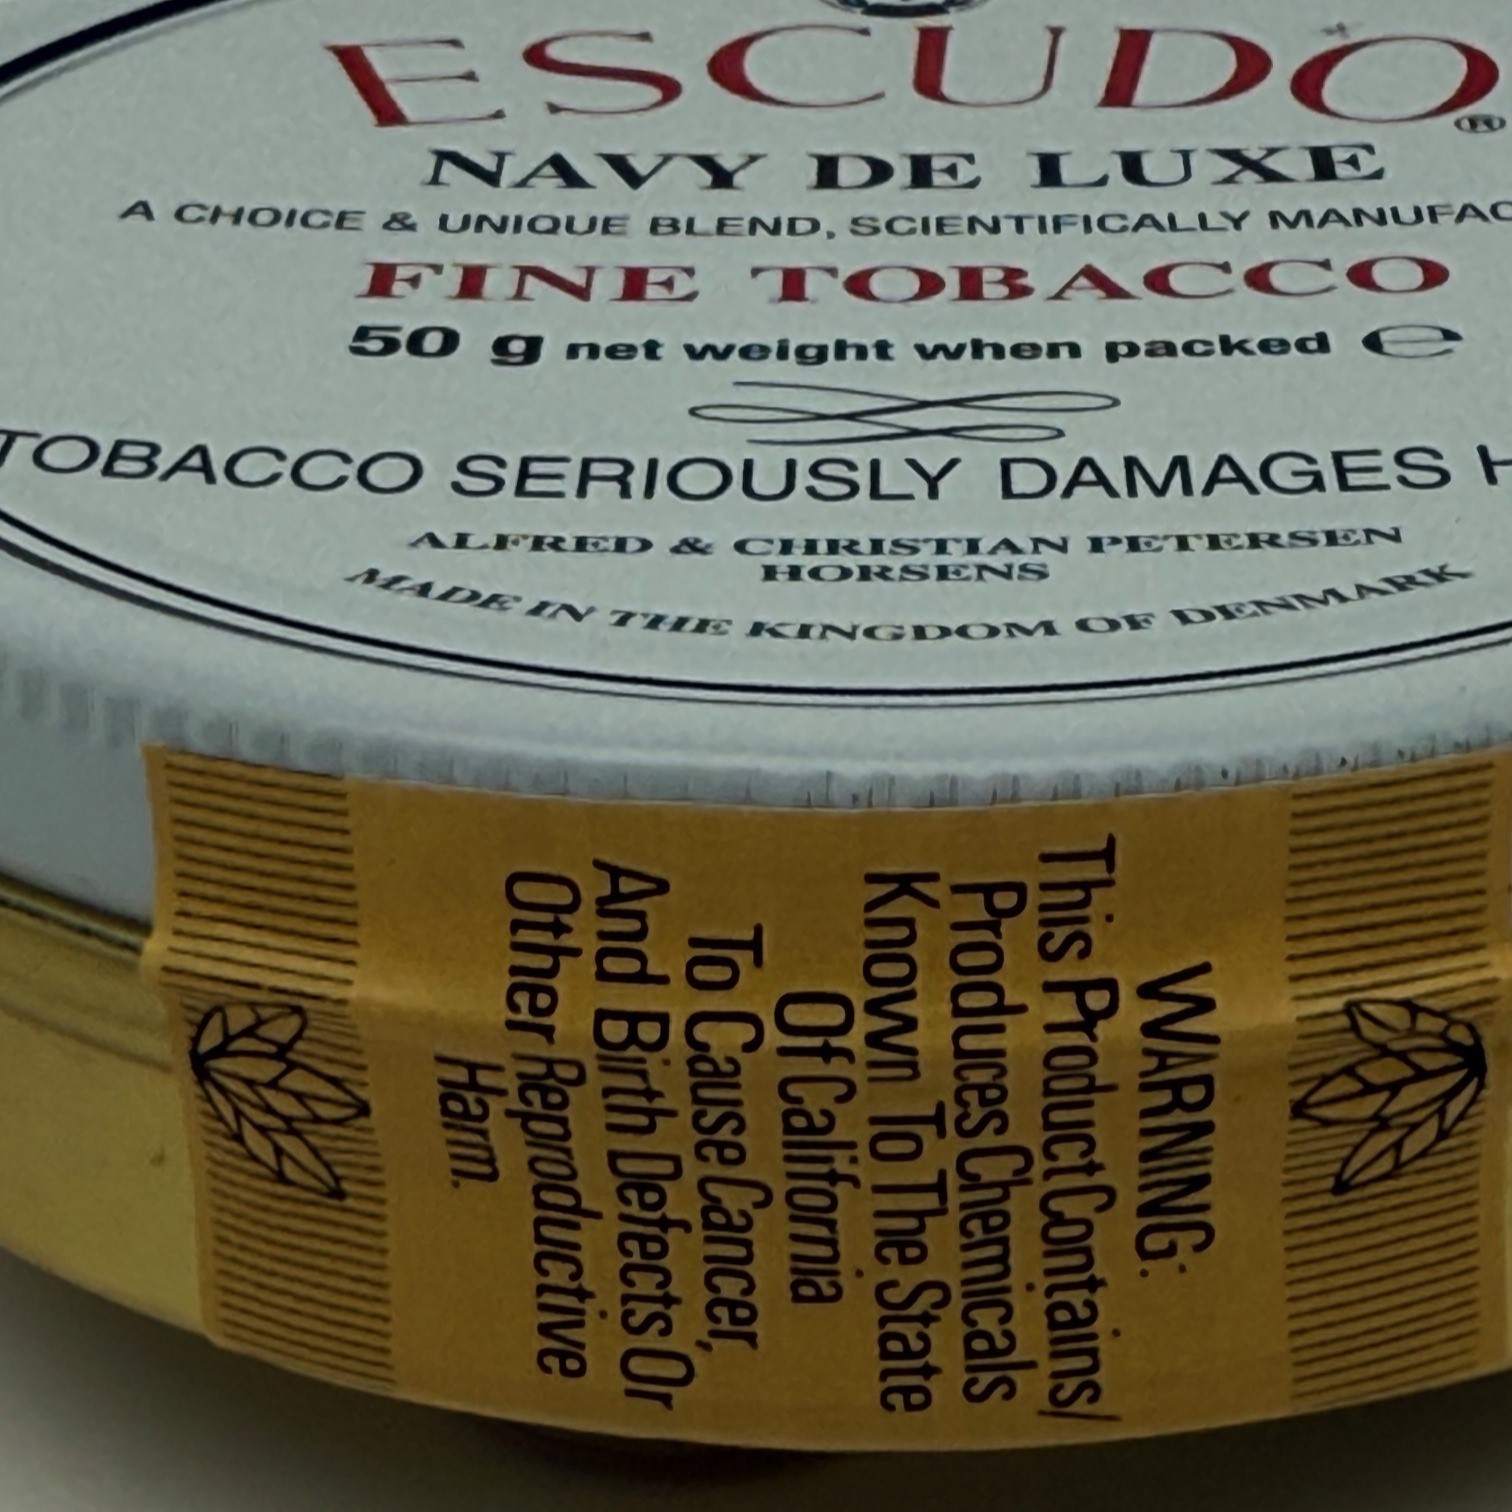 ESCUDO®
NAVY DE LUXE
A CHOICE & UNIQUE BLEND, SCIENTIFICALLY MANUFAC
FINE TOBACCO
50 g net weight when packed ℮
TOBACCO SERIOUSLY DAMAGES H
ALFRED & CHRISTIAN PETERSEN
HORSENS
MADE IN THE KINGDOM OF DENMARK
WARNING:
This Product Contains/
Produces Chemicals
Known To The State
Of California
To Cause Cancer,
And Birth Defects Or
Other Reproductive
Harm.